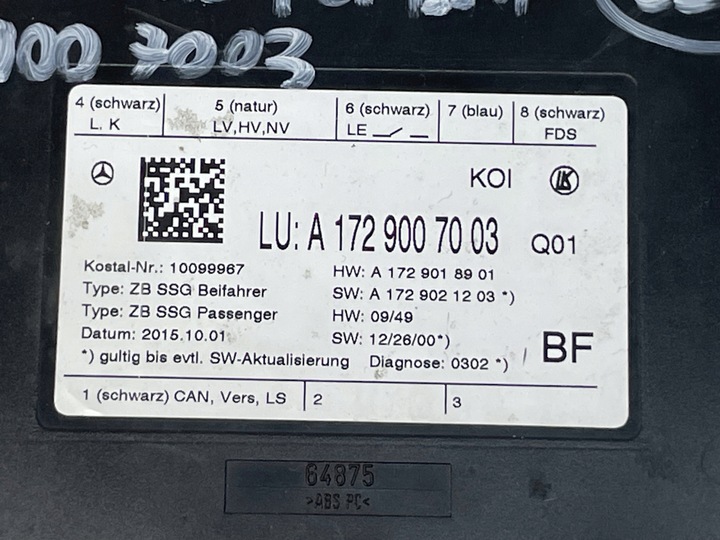 007003
4 (schwarz) 5 (natur) 6 (schwarz) 7 (blau) 8 (schwarz)
L. K LV,HV,NV LE FDS
KOI LK
LU: A 172 900 70 03 Q01
Kostal-Nr.: 10099967 HW: A 172 901 89 01
Type: ZB SSG Beifahrer SW: A 172 902 12 03 *)
Type: ZB SSG Passenger HW: 09/49
Datum: 2015.10.01 SW: 12/26/00*)
*) gultig bis evtl. SW-Aktualisierung Diagnose: 0302 *) BF
1 (schwarz) CAN, Vers, LS 2 3
64875
>ABS PC<